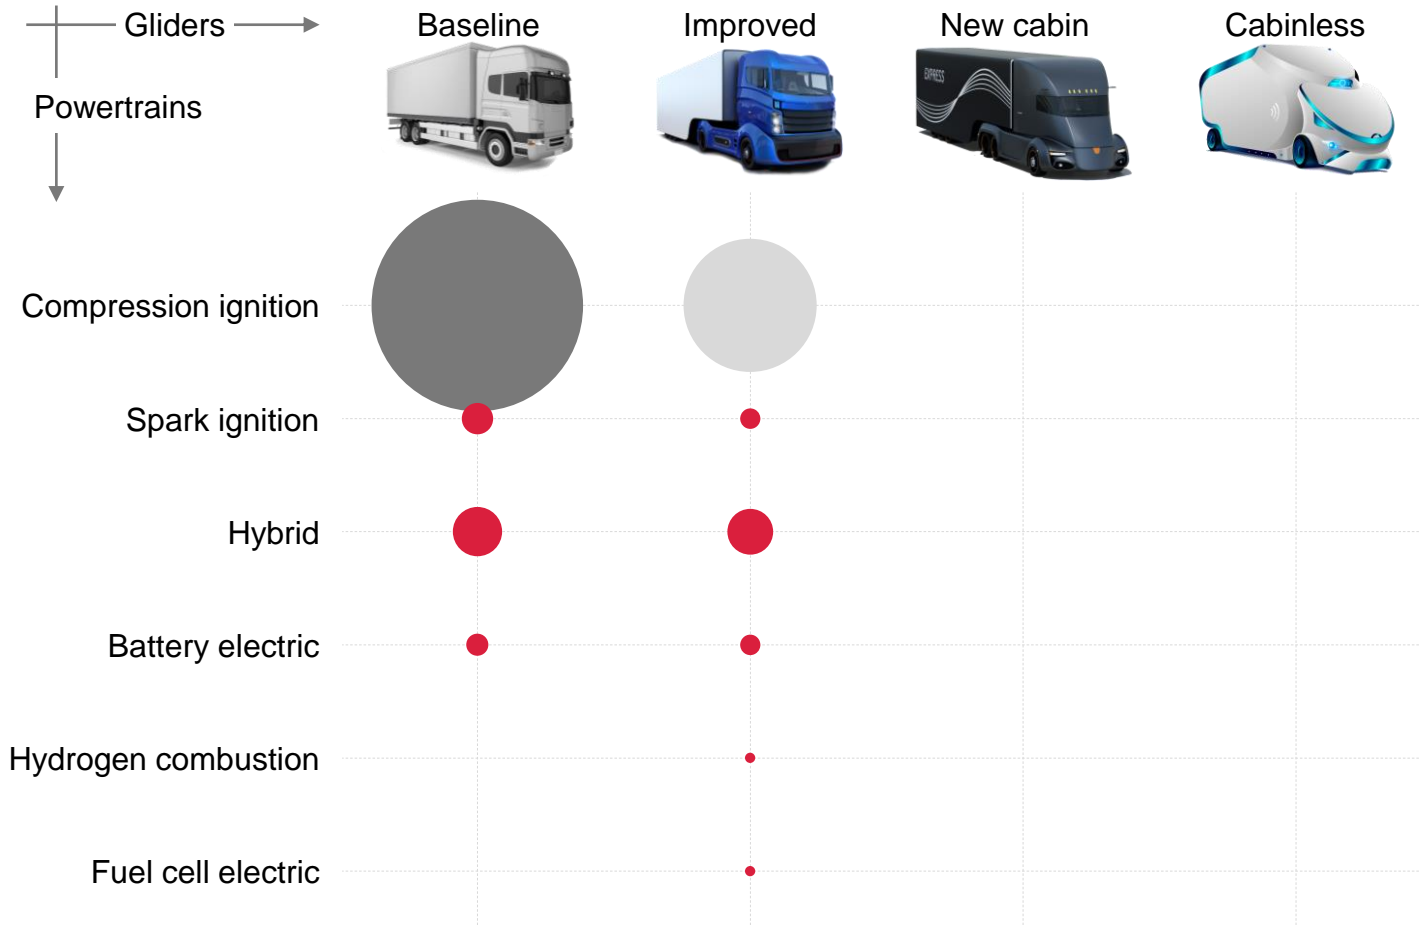 Gliders
Baseline
Improved
New cabin
Cabinless
Powertrains
EXPRESS
Compression ignition
Spark ignition
Hybrid
Battery electric
Hydrogen combustion
Fuel cell electric